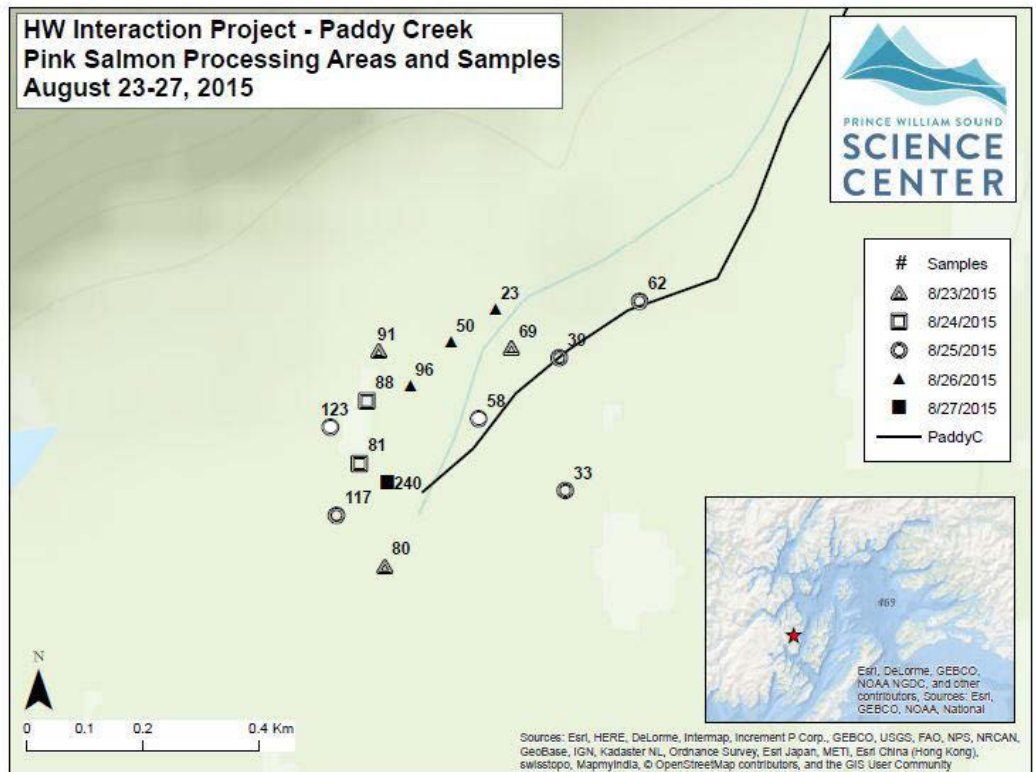 HW Interaction Project - Paddy Creek
Pink Salmon Processing Areas and Samples
August 23-27, 2015
PRINCE WILLIAM SOUND
SCIENCE
CENTER
# Samples
8/23/2015
8/24/2015
8/25/2015
8/26/2015
8/27/2015
PaddyC
62
23
50
69
39
91
96
88
58
123
81
240
33
117
80
469
Esri, DeLorme, GEBCO,
NOAA NGDC, and other
contributors, Sources: Esri,
GEBCO, NOAA, National
N
0 0.1 0.2 0.4 Km
Sources: Esri, HERE, DeLorme, Intermap, Increment P Corp., GEBCO, USGS, FAO, NPS, NRCAN,
GeoBase, IGN, Kadaster NL, Ordnance Survey, Esri Japan, METI, Esri China (Hong Kong),
swisstopo, MapmyIndia, © OpenStreetMap contributors, and the GIS User Community